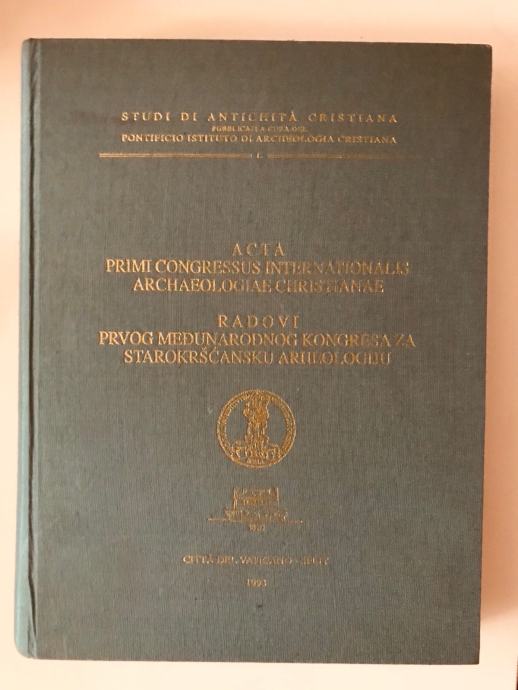 STUDI DI ANTICHITÀ CRISTIANA
PUBBLICATI A CURA DEL
PONTIFICIO ISTITUTO DI ARCHEOLOGIA CRISTIANA
L
ACTA
PRIMI CONGRESSUS INTERNATIONALIS
ARCHAEOLOGIAE CHRISTIANAE
RADOVI
PRVOG MEĐUNARODNOG KONGRESA ZA
STAROKRŠĆANSKU ARHEOLOGIJU
CITTÀ DEL VATICANO - SPLIT
1993